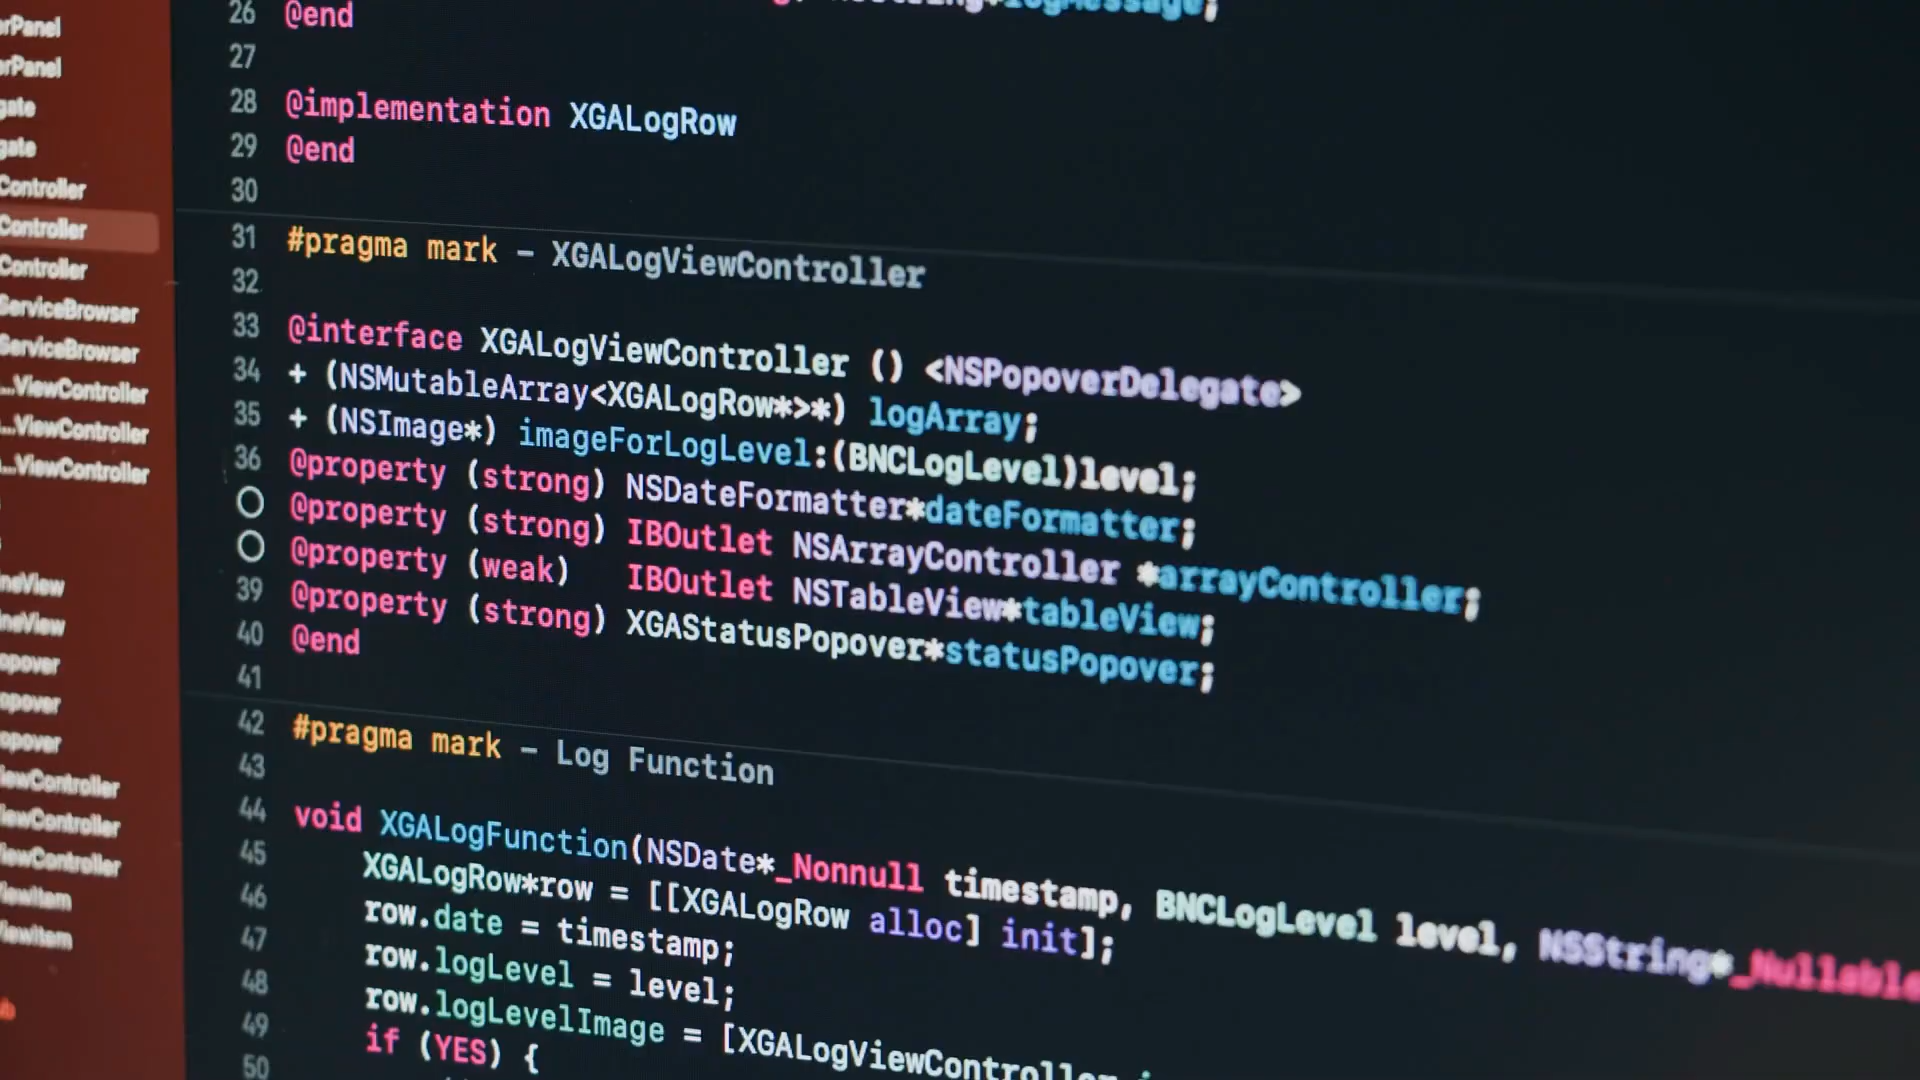 rPanel
rPanel
gate
gate
Controller
Controller
Controller
ServiceBrowser
ServiceBrowser
...ViewController
...ViewController
...ViewController
ineView
ineView
opover
opover
opover
iewController
iewController
iewController
iewItem
iewItem
26 @end
27
28 @implementation XGALogRow
29 @end
30
31 #pragma mark – XGALogViewController
32
33 @interface XGALogViewController () <NSPopoverDelegate>
34 + (NSMutableArray<XGALogRow*>*) logArray;
35 + (NSImage*) imageForLogLevel:(BNCLogLevel)level;
36 @property (strong) NSDateFormatter*dateFormatter;
@property (strong) IBOutlet NSArrayController *arrayController;
@property (weak) IBOutlet NSTableView*tableView;
39 @property (strong) XGAStatusPopover*statusPopover;
40 @end
41
42 #pragma mark – Log Function
43
44 void XGALogFunction(NSDate*_Nonnull timestamp, BNCLogLevel level, NSString*_Nullable
45 XGALogRow*row = [[XGALogRow alloc] init];
46 row.date = timestamp;
47 row.logLevel = level;
48 row.logLevelImage = [XGALogViewController
49 if (YES) {
50